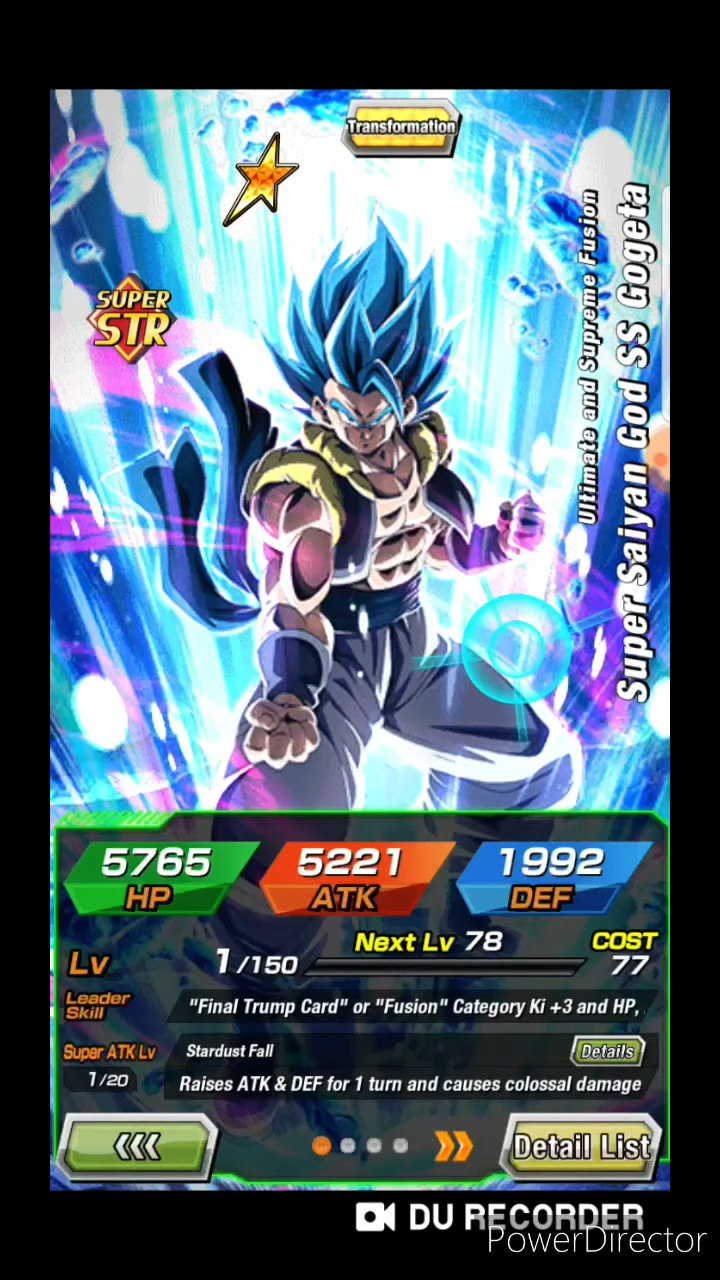 Transformation
SUPER
STR
Ultimate and Supreme Fusion
Super Saiyan God SS Gogeta
5765
HP
5221
ATK
1992
DEF
Lv
1/150
Next Lv 78
COST
77
Leader
Skill
"Final Trump Card" or "Fusion" Category Ki +3 and HP,
Super ATK Lv
1/20
Stardust Fall
Details
Raises ATK & DEF for 1 turn and causes colossal damage
Detail List
DU RECORDER
PowerDirector